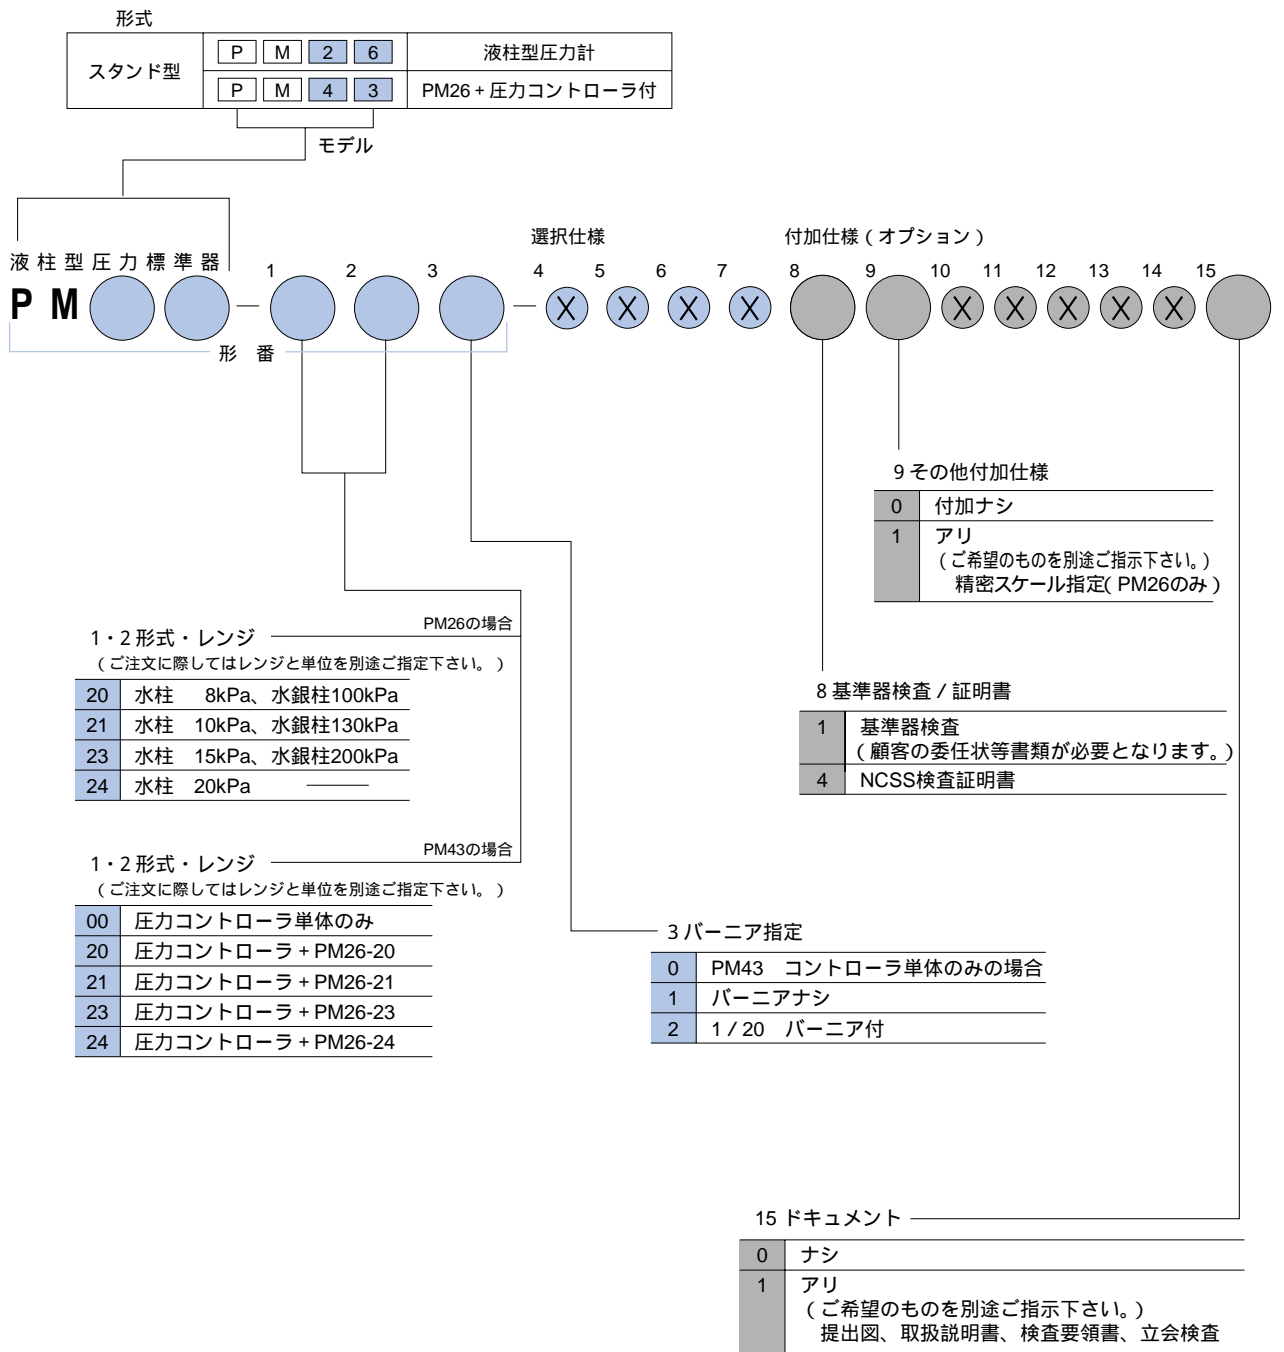 形式
スタンド型
P M 2 6 液柱型圧力計
P M 4 3 PM26+圧力コントローラ付
モデル
液柱型圧力標準器
選択仕様
付加仕様（オプション）
1 2 3 4 5 6 7 8 9 10 11 12 13 14 15
P M — — X X X X X X X X X
形 番
9 その他付加仕様
0 付加ナシ
1 アリ
（ご希望のものを別途ご指示下さい。）
精密スケール指定（PM26のみ）
PM26の場合
1・2 形式・レンジ
（ご注文に際してはレンジと単位を別途ご指定下さい。）
20 水柱 8kPa、水銀柱100kPa
21 水柱 10kPa、水銀柱130kPa
23 水柱 15kPa、水銀柱200kPa
24 水柱 20kPa ———
8 基準器検査 / 証明書
1 基準器検査
（顧客の委任状等書類が必要となります。）
4 NCSS検査証明書
PM43の場合
1・2 形式・レンジ
（ご注文に際してはレンジと単位を別途ご指定下さい。）
00 圧力コントローラ単体のみ
20 圧力コントローラ+PM26-20
21 圧力コントローラ+PM26-21
23 圧力コントローラ+PM26-23
24 圧力コントローラ+PM26-24
3 バーニア指定
0 PM43 コントローラ単体のみの場合
1 バーニアナシ
2 1/20 バーニア付
15 ドキュメント
0 ナシ
1 アリ
（ご希望のものを別途ご指示下さい。）
提出図、取扱説明書、検査要領書、立会検査